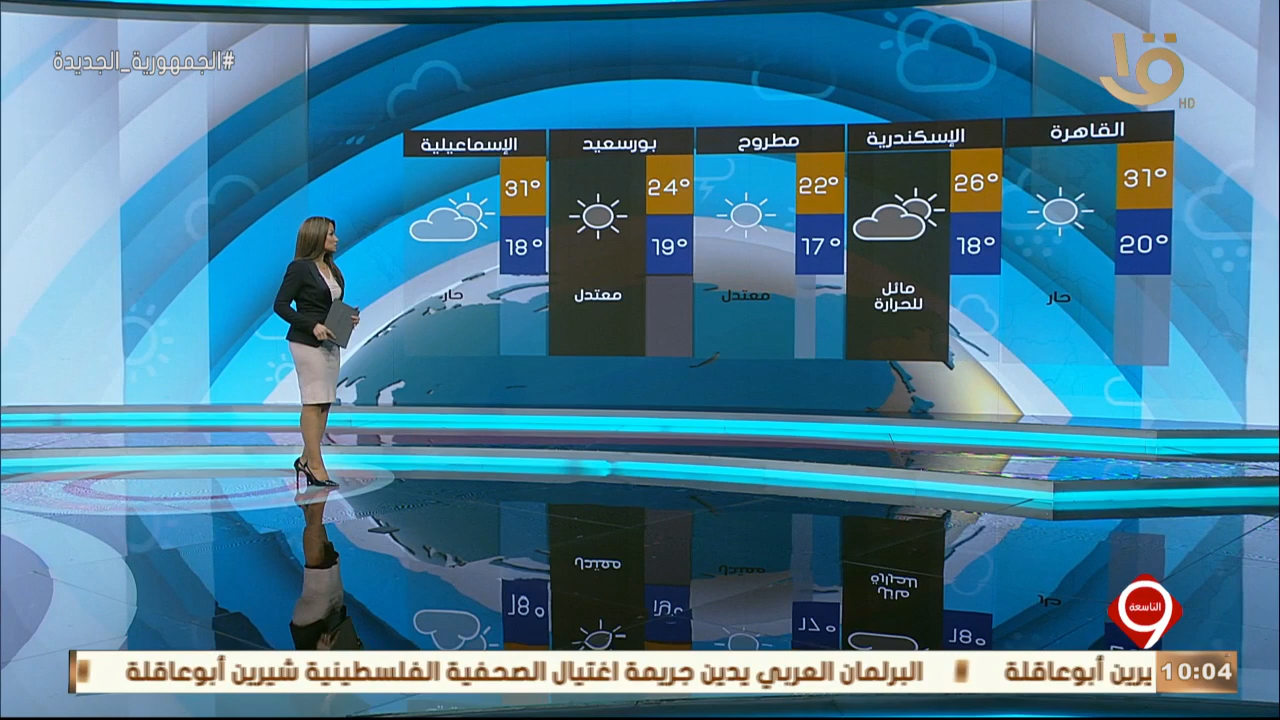 #الجمهورية_الجديدة
HD
القاهرة
31°
20°
حار
الإسكندرية
26°
18°
مائل
للحرارة
مطروح
22°
17°
معتدل
بورسعيد
24°
19°
معتدل
الإسماعيلية
31°
18°
حار
التاسعة
9
10:04
يرين أبوعاقلة
البرلمان العربي يدين جريمة اغتيال الصحفية الفلسطينية شيرين أبوعاقلة